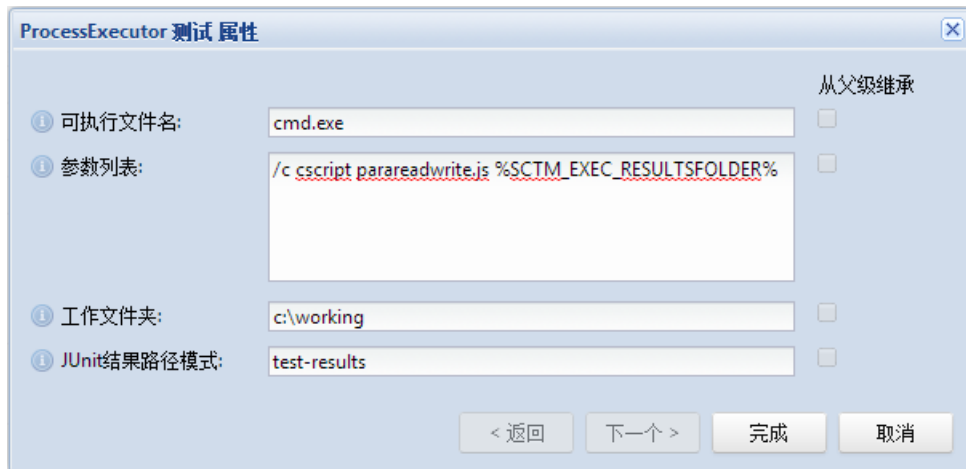 ProcessExecutor 测试 属性
从父级继承
可执行文件名: cmd.exe
参数列表: /c cscript parareadwrite.js %SCTM_EXEC_RESULTSFOLDER%
工作文件夹: c:\working
JUnit结果路径模式: test-results
< 返回 下一个 > 完成 取消